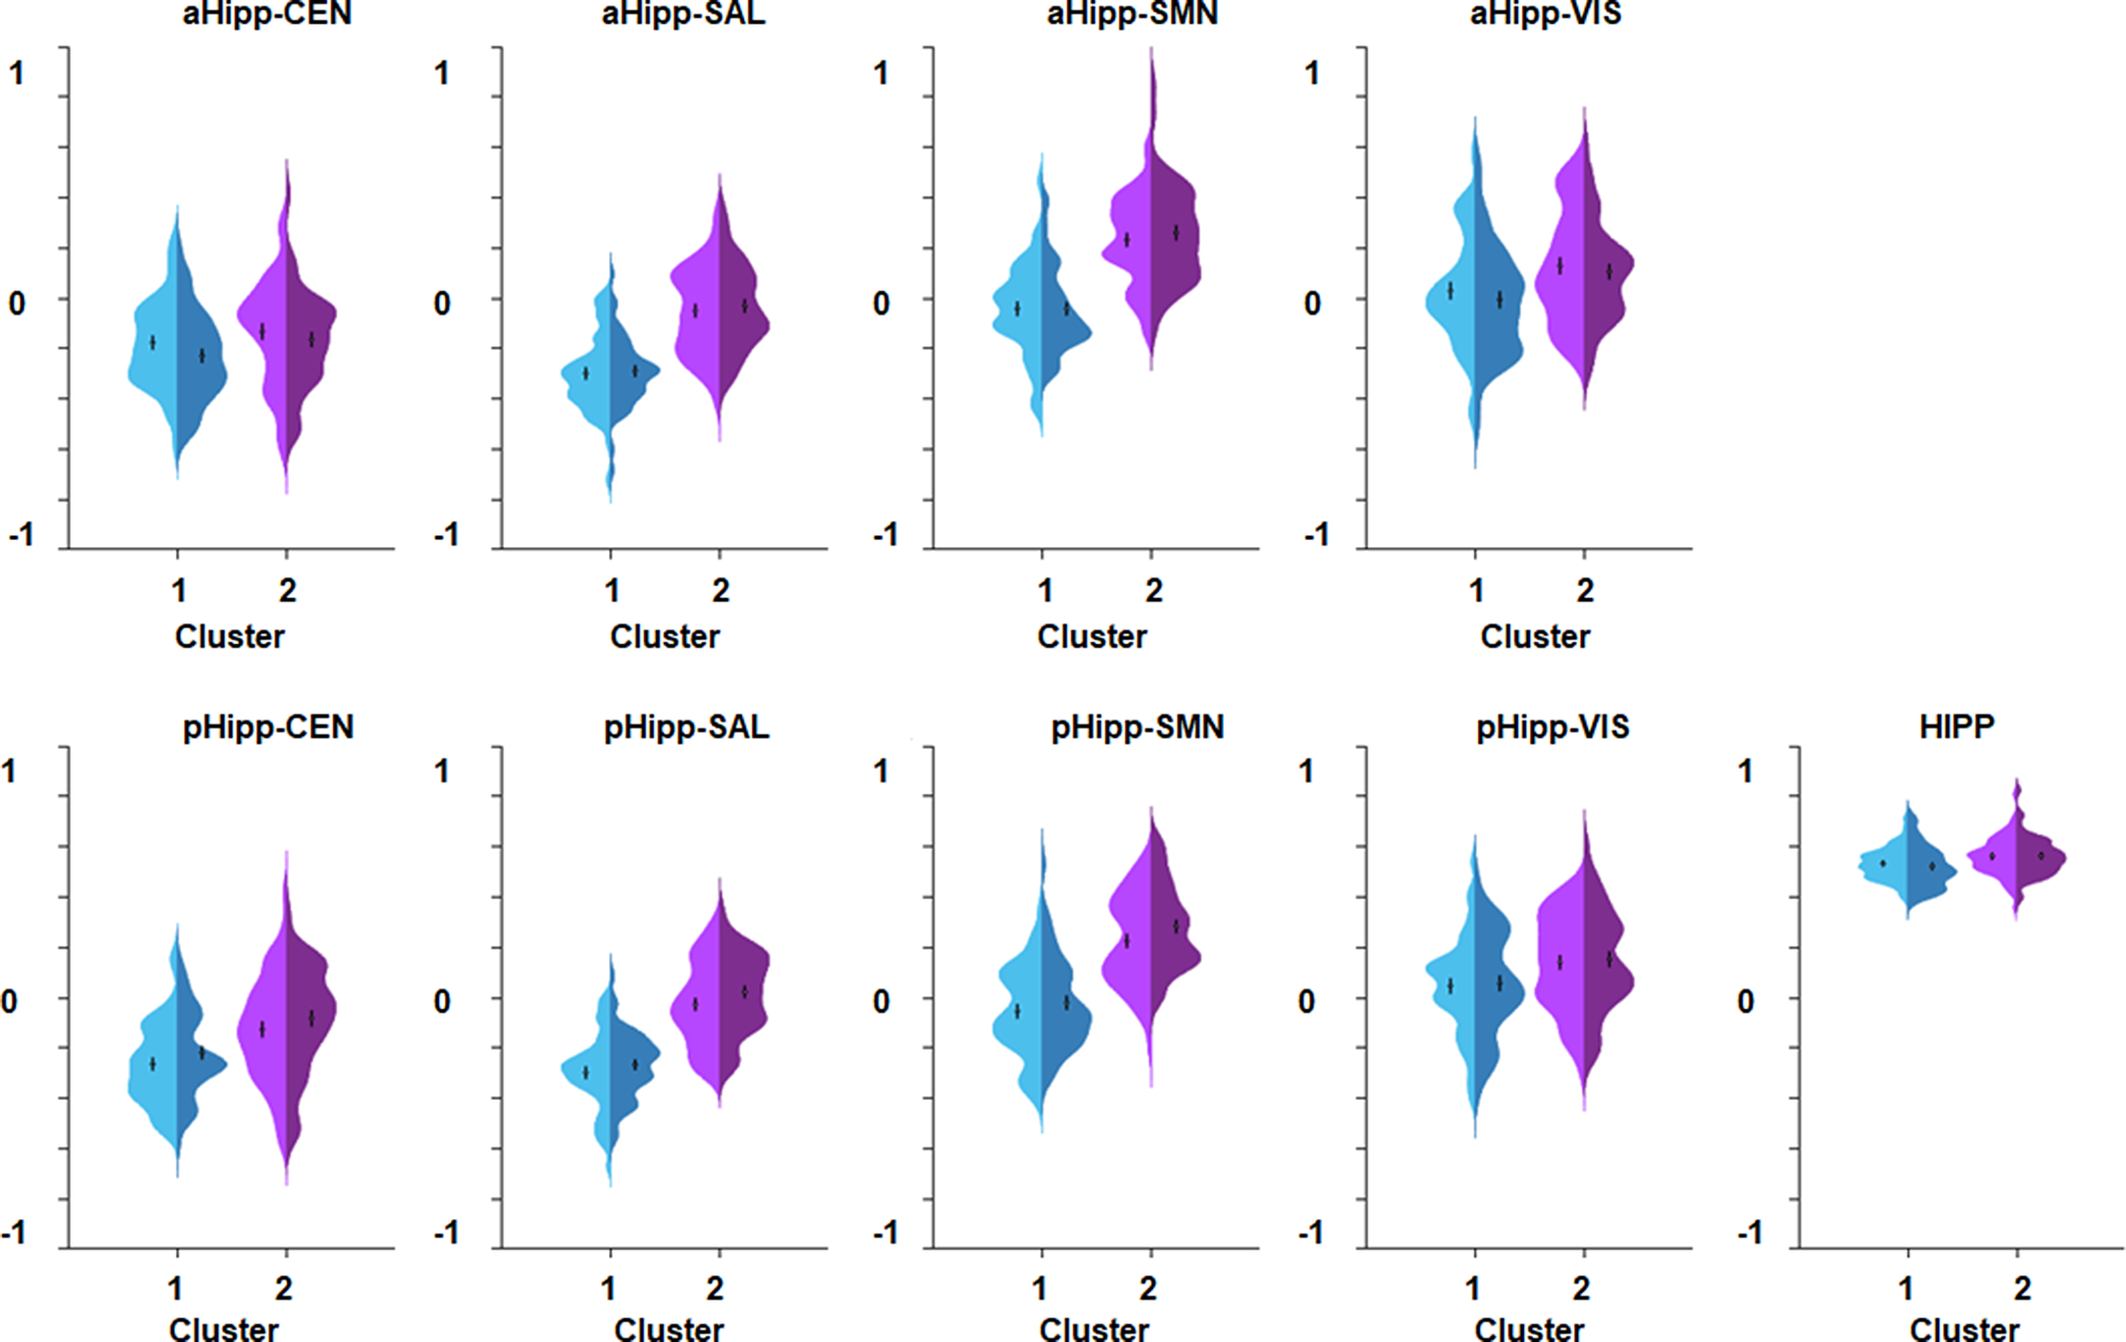 aHipp-CEN aHipp-SAL aHipp-SMN aHipp-VIS
1 1 1 1
0 0 0 0
-1 -1 -1 -1
1 2 1 2 1 2 1 2
Cluster Cluster Cluster Cluster
pHipp-CEN pHipp-SAL pHipp-SMN pHipp-VIS HIPP
1 1 1 1 1
0 0 0 0 0
-1 -1 -1 -1 -1
1 2 1 2 1 2 1 2 1 2
Cluster Cluster Cluster Cluster Cluster